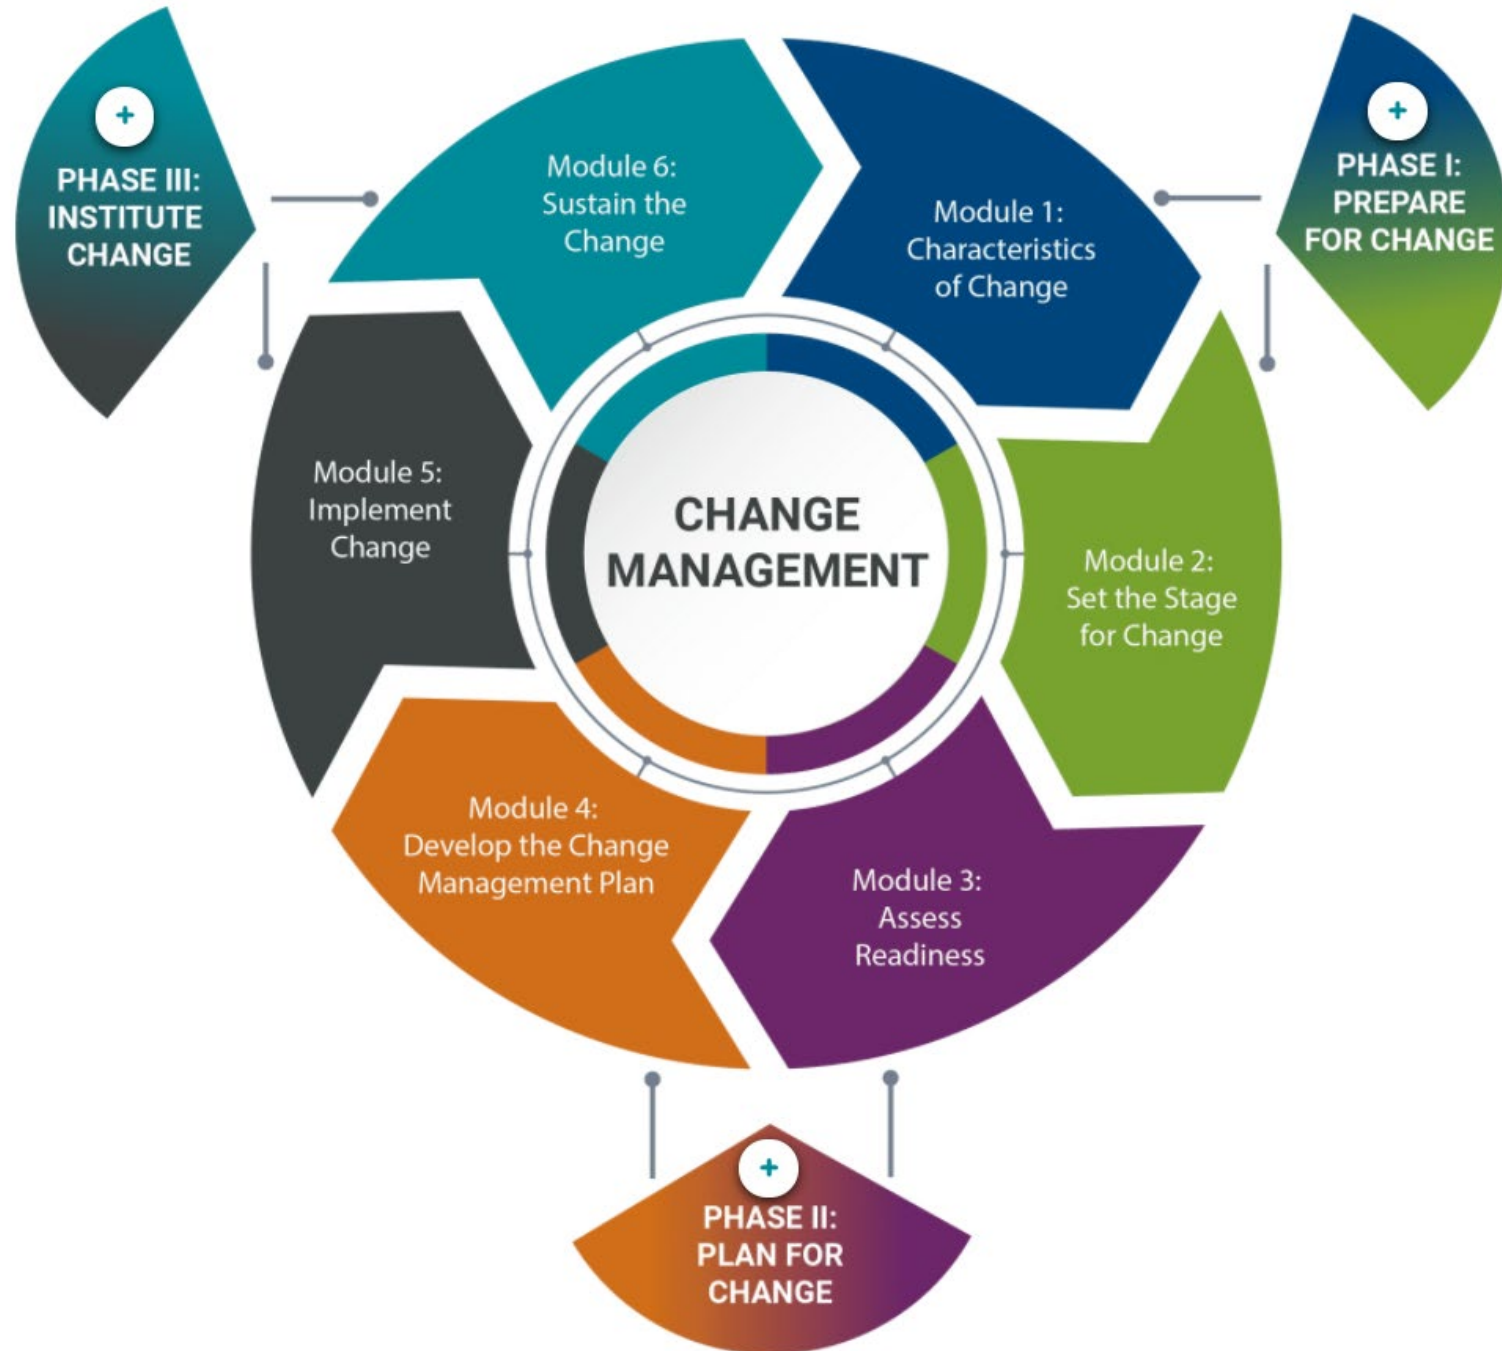 PHASE III:
INSTITUTE
CHANGE
PHASE I:
PREPARE
FOR CHANGE
Module 6:
Sustain the
Change
Module 1:
Characteristics
of Change
Module 5:
Implement
Change
CHANGE
MANAGEMENT
Module 2:
Set the Stage
for Change
Module 4:
Develop the Change
Management Plan
Module 3:
Assess
Readiness
PHASE II:
PLAN FOR
CHANGE